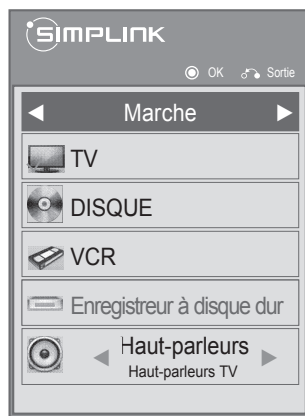 SIMPLINK
OK Sortie
Marche
TV
DISQUE
VCR
Enregistreur à disque dur
Haut-parleurs
Haut-parleurs TV